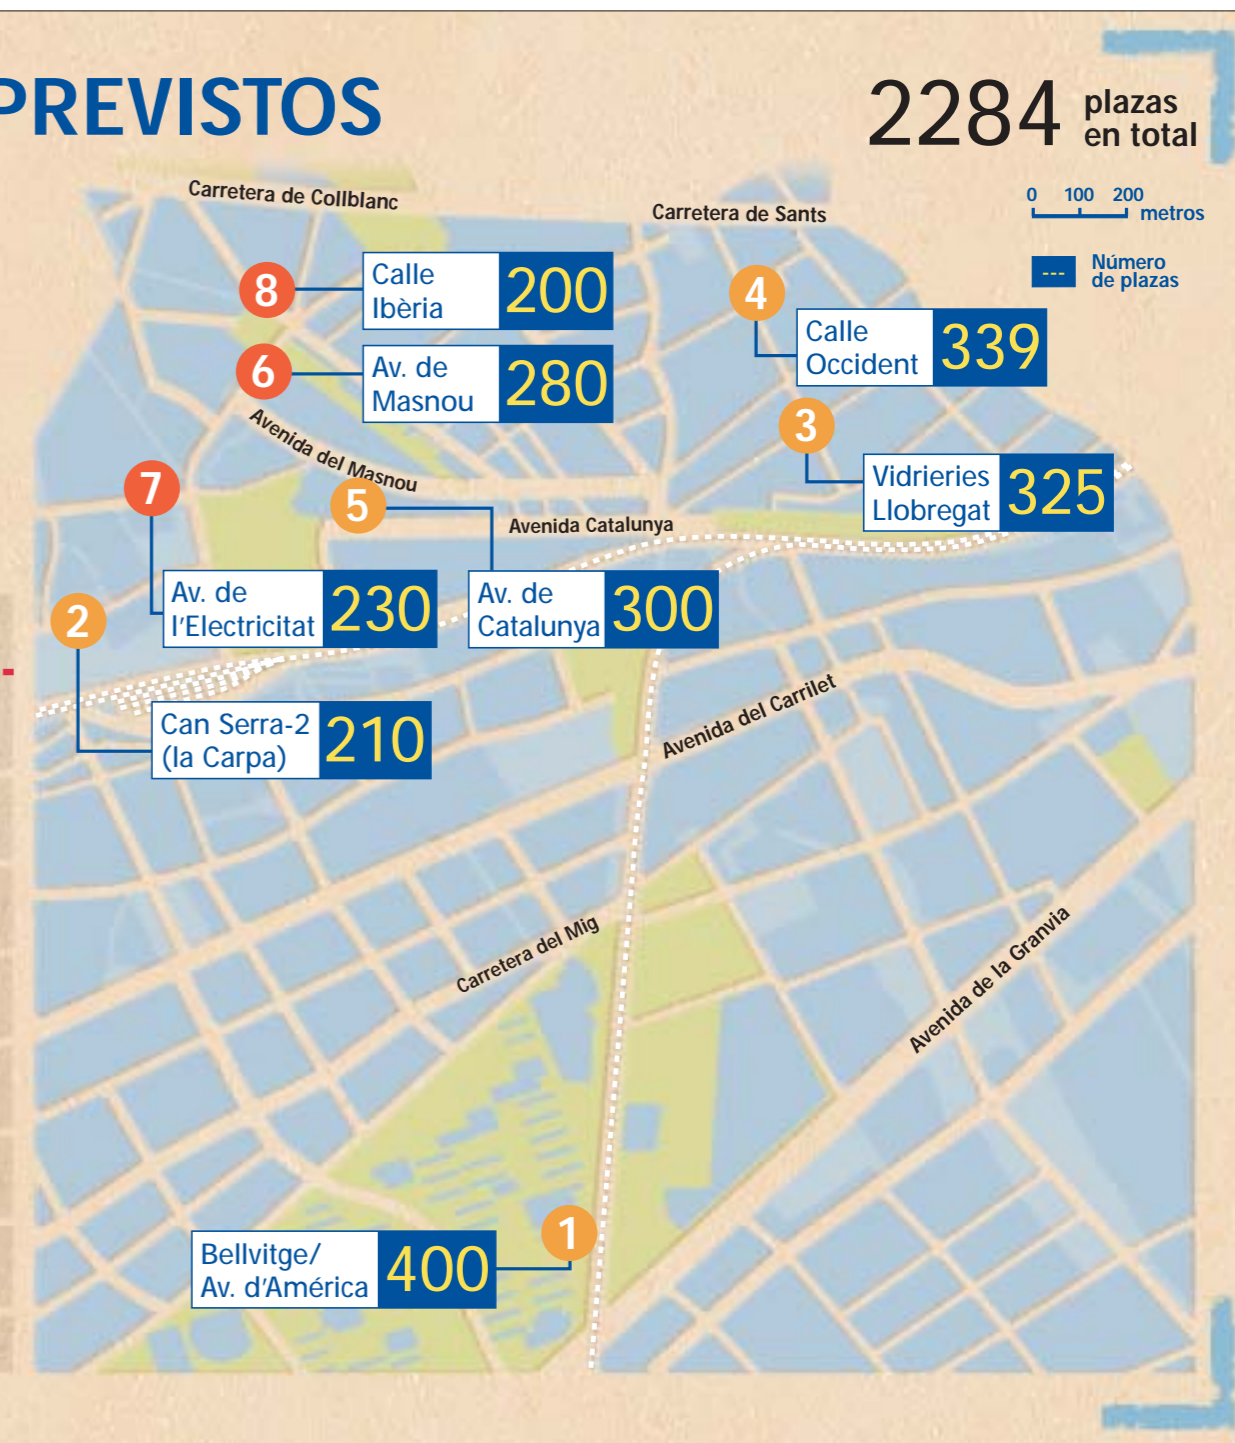 PREVISTOS
2284 plazas
en total
0 100 200
metros
--- Número
de plazas
Carretera de Collblanc
Carretera de Sants
8 Calle
Ibèria 200
4 Calle
Occident 339
6 Av. de
Masnou 280
3 Vidrieries
Llobregat 325
Avenida del Masnou
7 Av. de
l'Electricitat 230
5 Av. de
Catalunya 300
Avenida Catalunya
2 Can Serra-2
(la Carpa) 210
Avenida del Carrilet
Carretera del Mig
Avenida de la Granvia
1 Bellvitge/
Av. d'Amérıca 400